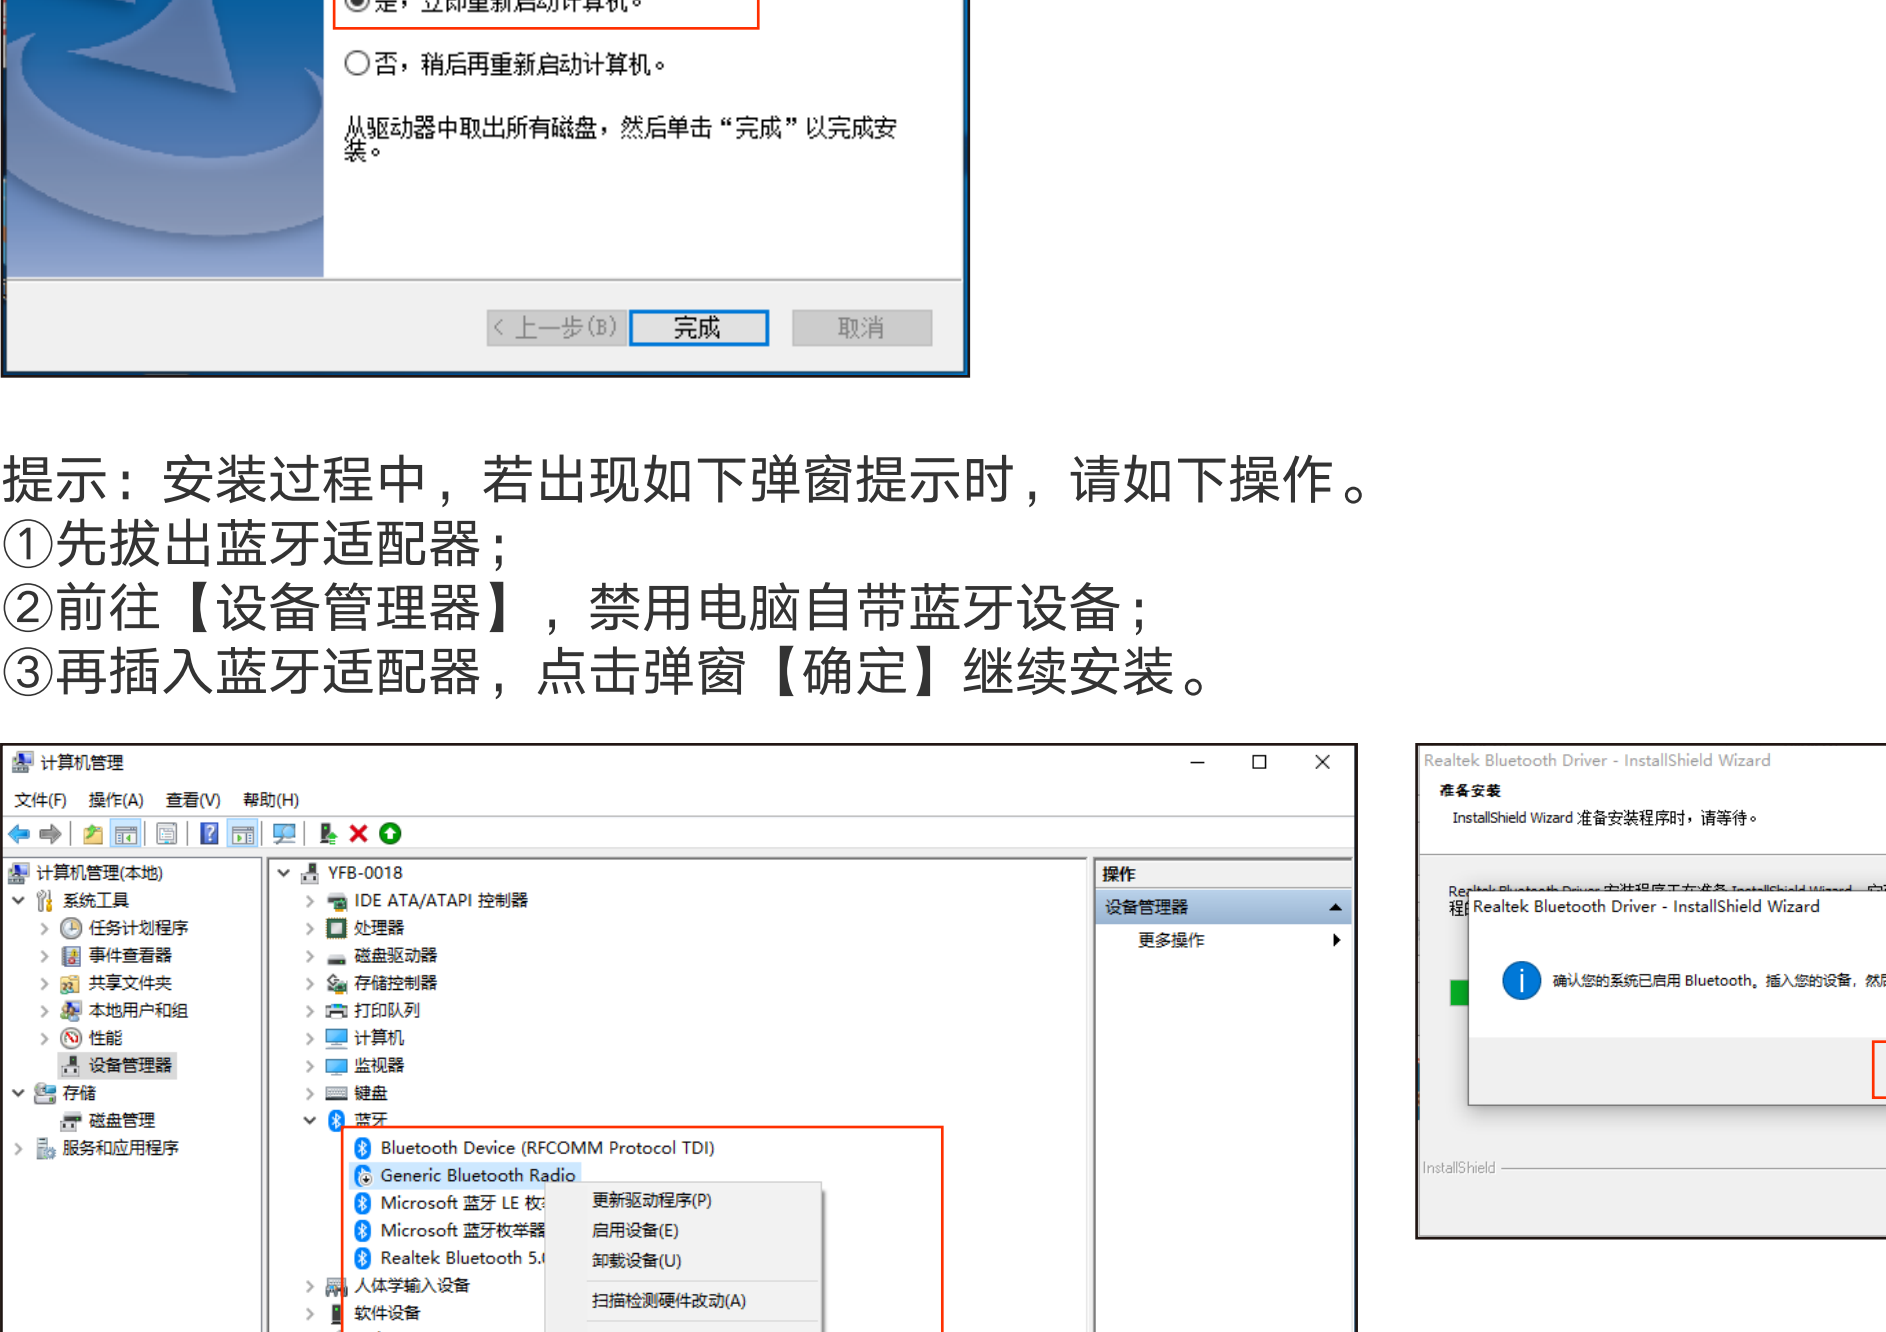 是，立即重新启动计算机。
否，稍后再重新启动计算机。
从驱动器中取出所有磁盘，然后单击“完成”以完成安
装。
< 上一步(B)
完成
取消
提示：安装过程中，若出现如下弹窗提示时，请如下操作。
①先拔出蓝牙适配器；
②前往【设备管理器】，禁用电脑自带蓝牙设备；
③再插入蓝牙适配器，点击弹窗【确定】继续安装。
计算机管理
文件(F) 操作(A) 查看(V) 帮助(H)
计算机管理(本地)
系统工具
任务计划程序
事件查看器
共享文件夹
本地用户和组
性能
设备管理器
存储
磁盘管理
服务和应用程序
YFB-0018
IDE ATA/ATAPI 控制器
处理器
磁盘驱动器
存储控制器
打印队列
计算机
监视器
键盘
蓝牙
Bluetooth Device (RFCOMM Protocol TDI)
Generic Bluetooth Radio
Microsoft 蓝牙 LE 枚
Microsoft 蓝牙枚举器
Realtek Bluetooth 5.
人体学输入设备
软件设备
更新驱动程序(P)
启用设备(E)
卸载设备(U)
扫描检测硬件改动(A)
操作
设备管理器
更多操作
Realtek Bluetooth Driver - InstallShield Wizard
准备安装
InstallShield Wizard 准备安装程序时，请等待。
Realtek Bluetooth Driver 安装程序正在准备 InstallShield Wizard，
程
Realtek Bluetooth Driver - InstallShield Wizard
确认您的系统已启用 Bluetooth。插入您的设备，然后
InstallShield